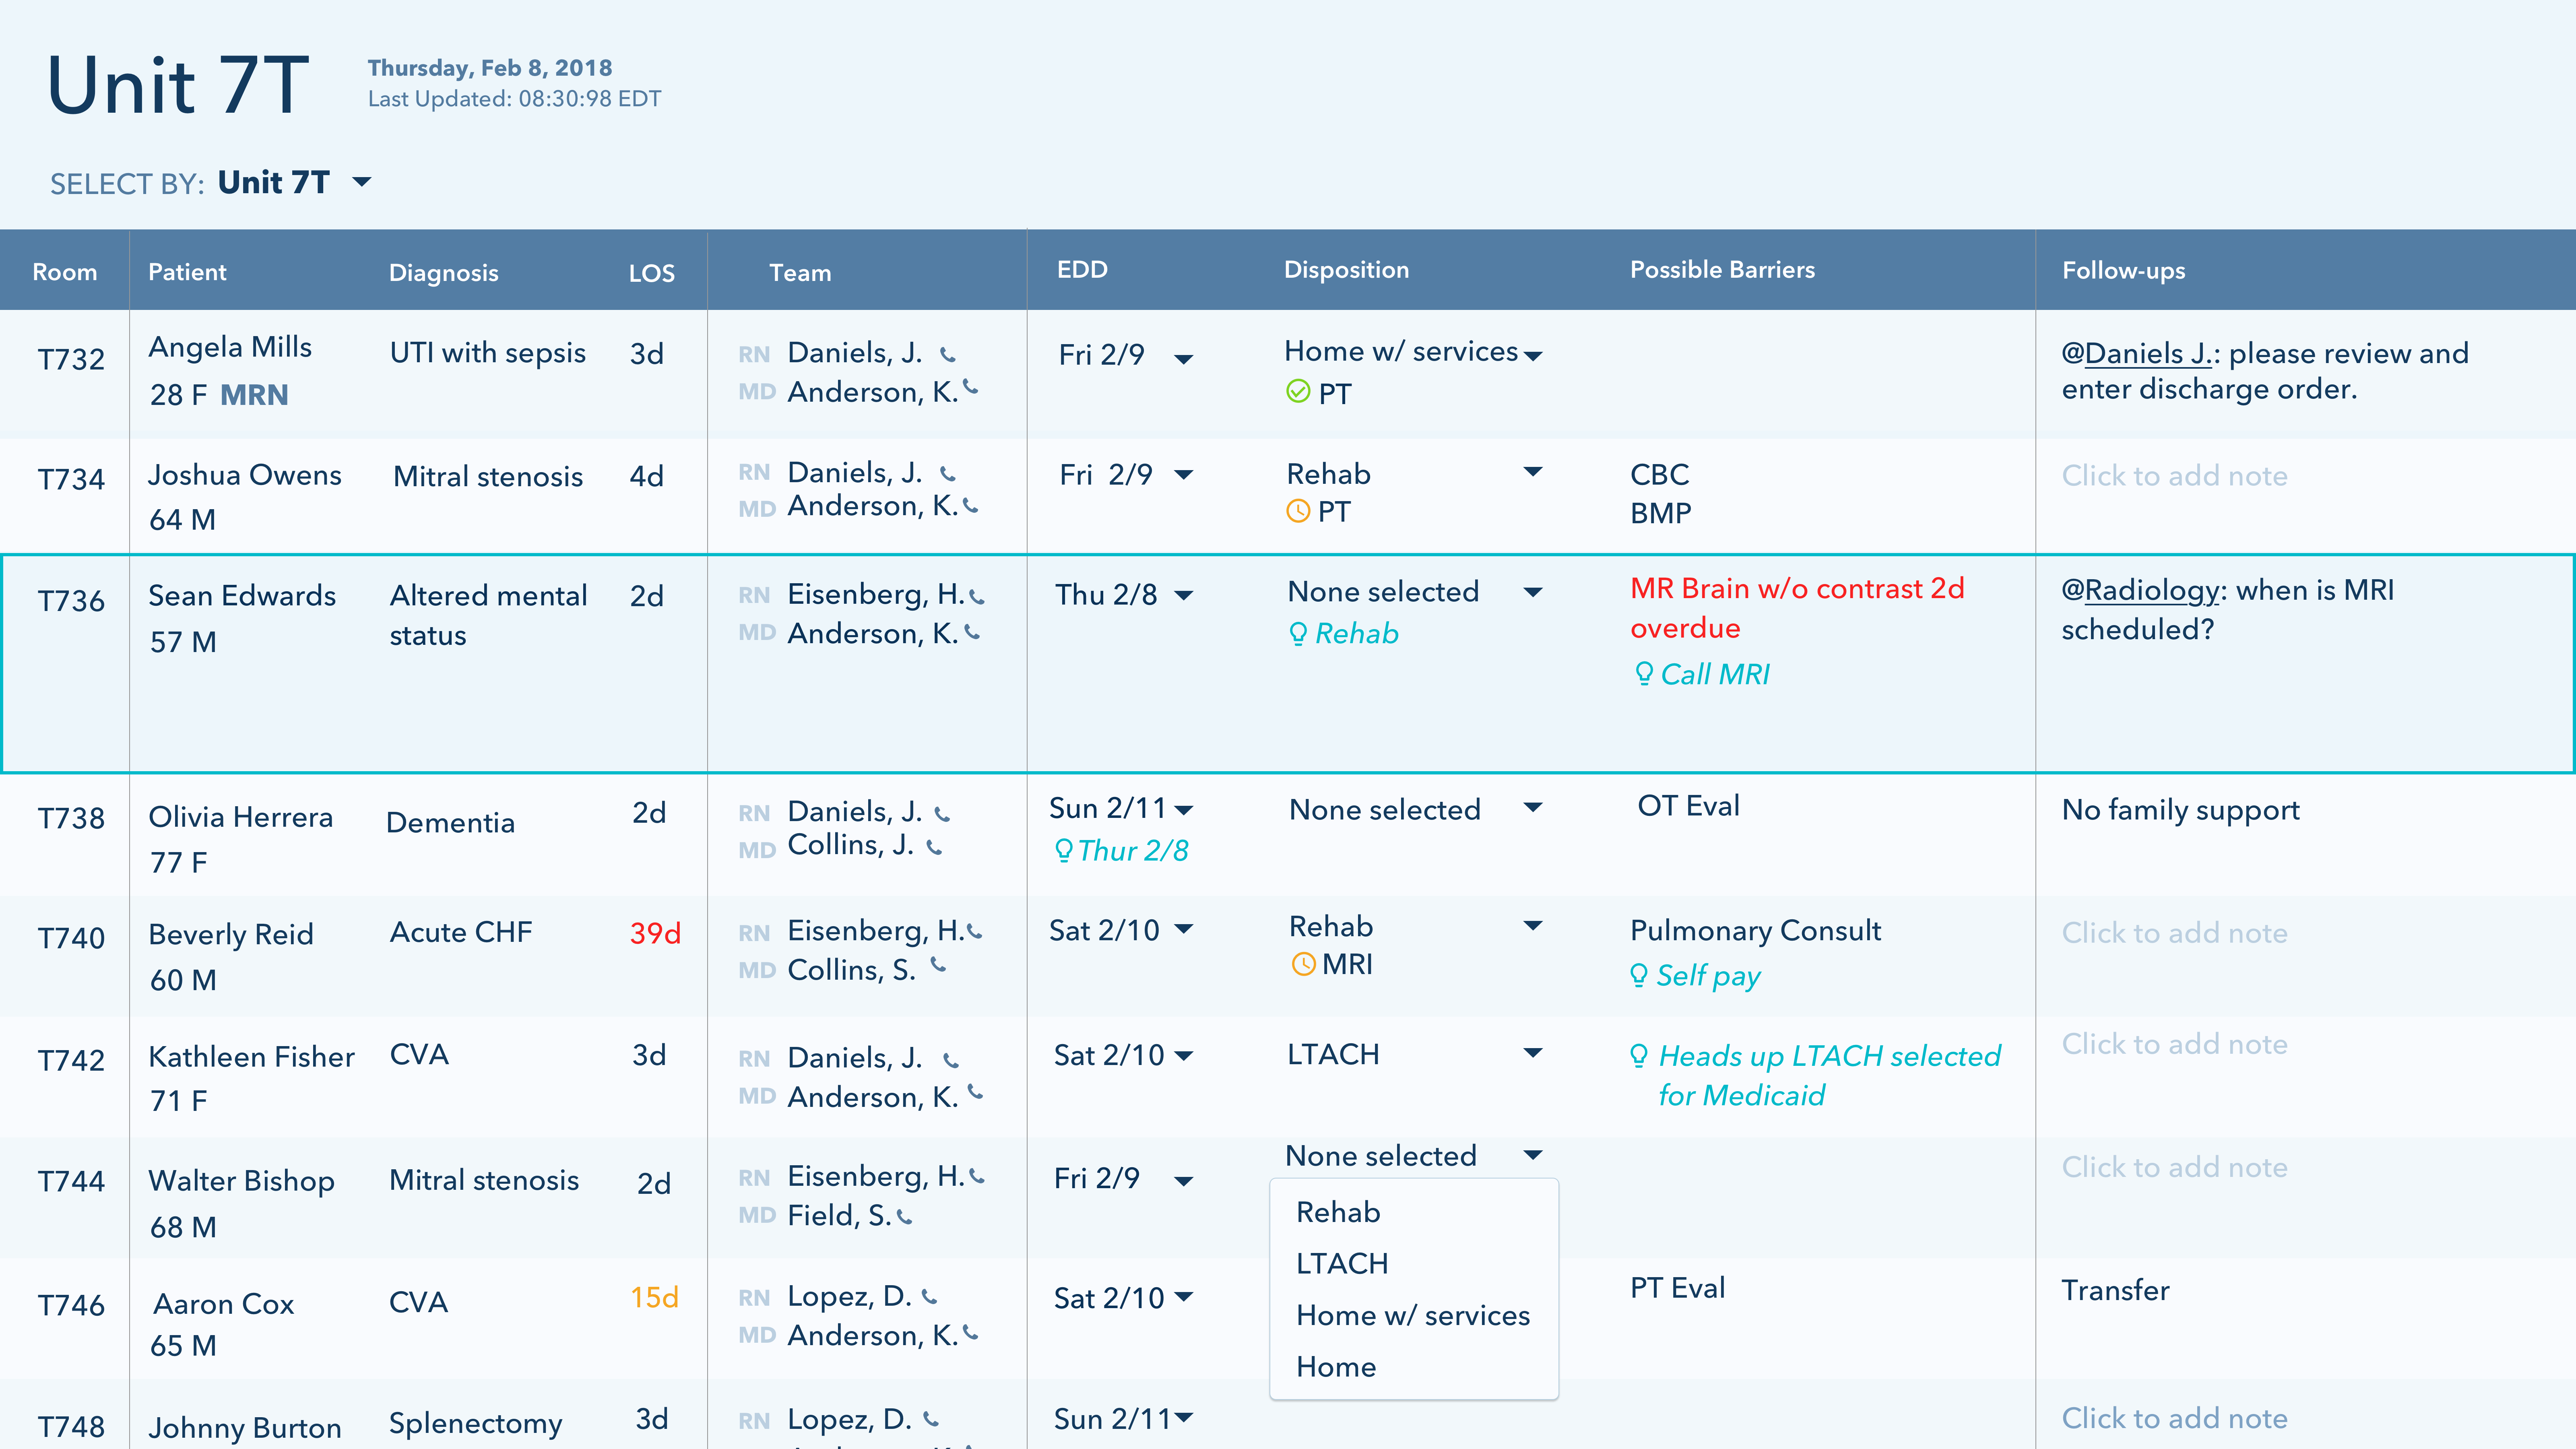 Unit 7T
Thursday, Feb 8, 2018
Last Updated: 08:30:98 EDT
SELECT BY: Unit 7T
Room Patient Diagnosis LOS Team EDD Disposition Possible Barriers Follow-ups
T732 Angela Mills UTI with sepsis 3d RN Daniels, J. Fri 2/9 Home w/ services @Daniels J.: please review and
28 F MRN MD Anderson, K. PT enter discharge order.
T734 Joshua Owens Mitral stenosis 4d RN Daniels, J. Fri 2/9 Rehab CBC Click to add note
64 M MD Anderson, K. PT BMP
T736 Sean Edwards Altered mental 2d RN Eisenberg, H. Thu 2/8 None selected MR Brain w/o contrast 2d @Radiology: when is MRI
57 M status MD Anderson, K. Rehab overdue scheduled?
Call MRI
T738 Olivia Herrera Dementia 2d RN Daniels, J. Sun 2/11 None selected OT Eval No family support
77 F MD Collins, J. Thur 2/8
T740 Beverly Reid Acute CHF 39d RN Eisenberg, H. Sat 2/10 Rehab Pulmonary Consult Click to add note
60 M MD Collins, S. MRI Self pay
T742 Kathleen Fisher CVA 3d RN Daniels, J. Sat 2/10 LTACH Heads up LTACH selected Click to add note
71 F MD Anderson, K. for Medicaid
T744 Walter Bishop Mitral stenosis 2d RN Eisenberg, H. Fri 2/9 None selected Click to add note
68 M MD Field, S. Rehab
LTACH
T746 Aaron Cox CVA 15d RN Lopez, D. Sat 2/10 Home w/ services PT Eval Transfer
65 M MD Anderson, K. Home
T748 Johnny Burton Splenectomy 3d RN Lopez, D. Sun 2/11 Click to add note